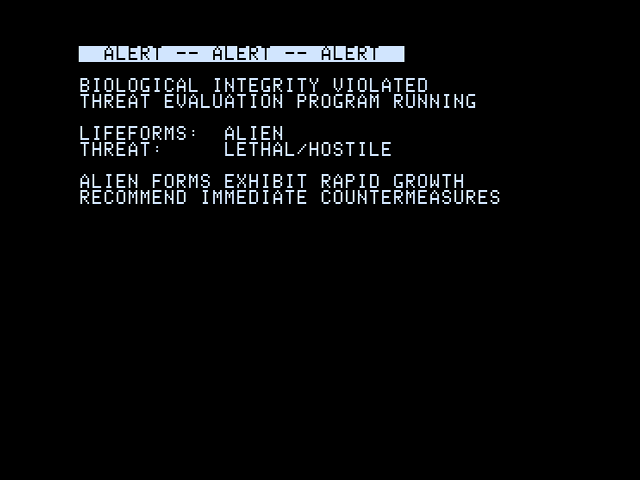 ALERT -- ALERT -- ALERT
BIOLOGICAL INTEGRITY VIOLATED
THREAT EVALUATION PROGRAM RUNNING
LIFEFORMS: ALIEN
THREAT: LETHAL/HOSTILE
ALIEN FORMS EXHIBIT RAPID GROWTH
RECOMMEND IMMEDIATE COUNTERMEASURES